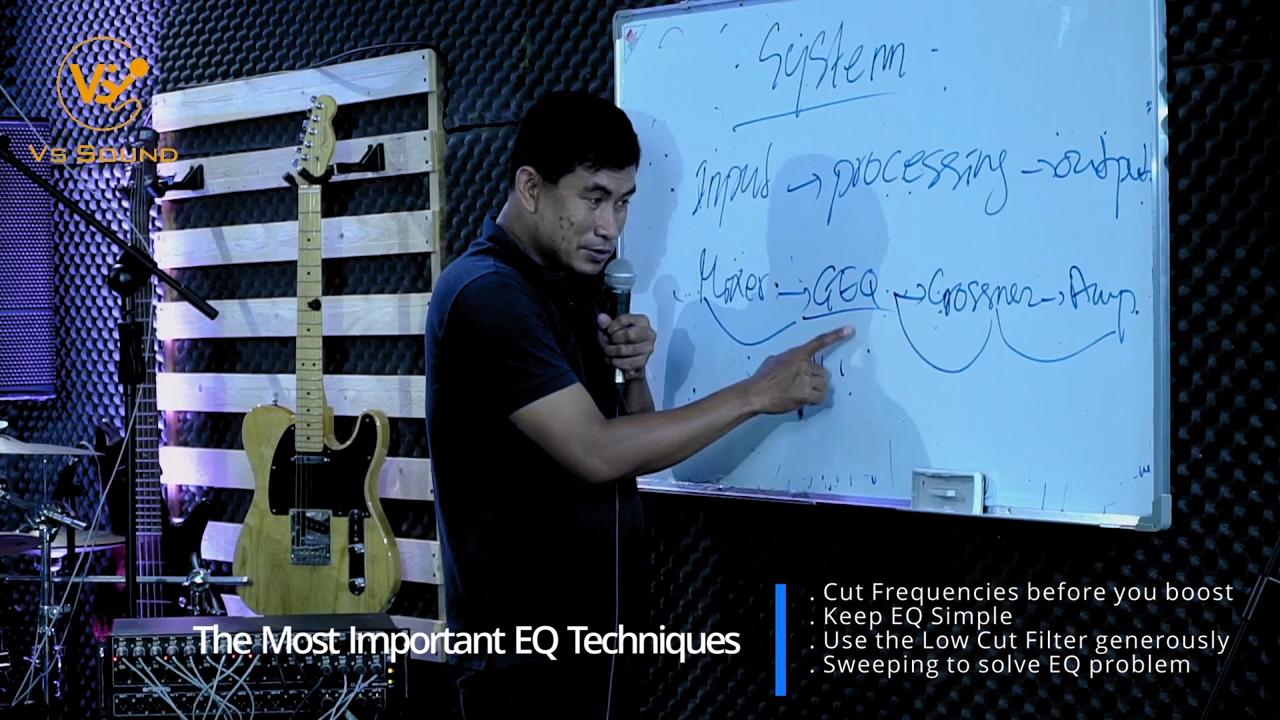 Vs
Vs Sound
. System .
input → processing → output
Mixer → GEQ → Crossover → Amp.
The Most Important EQ Techniques
. Cut Frequencies before you boost
. Keep EQ Simple
. Use the Low Cut Filter generously
. Sweeping to solve EQ problem